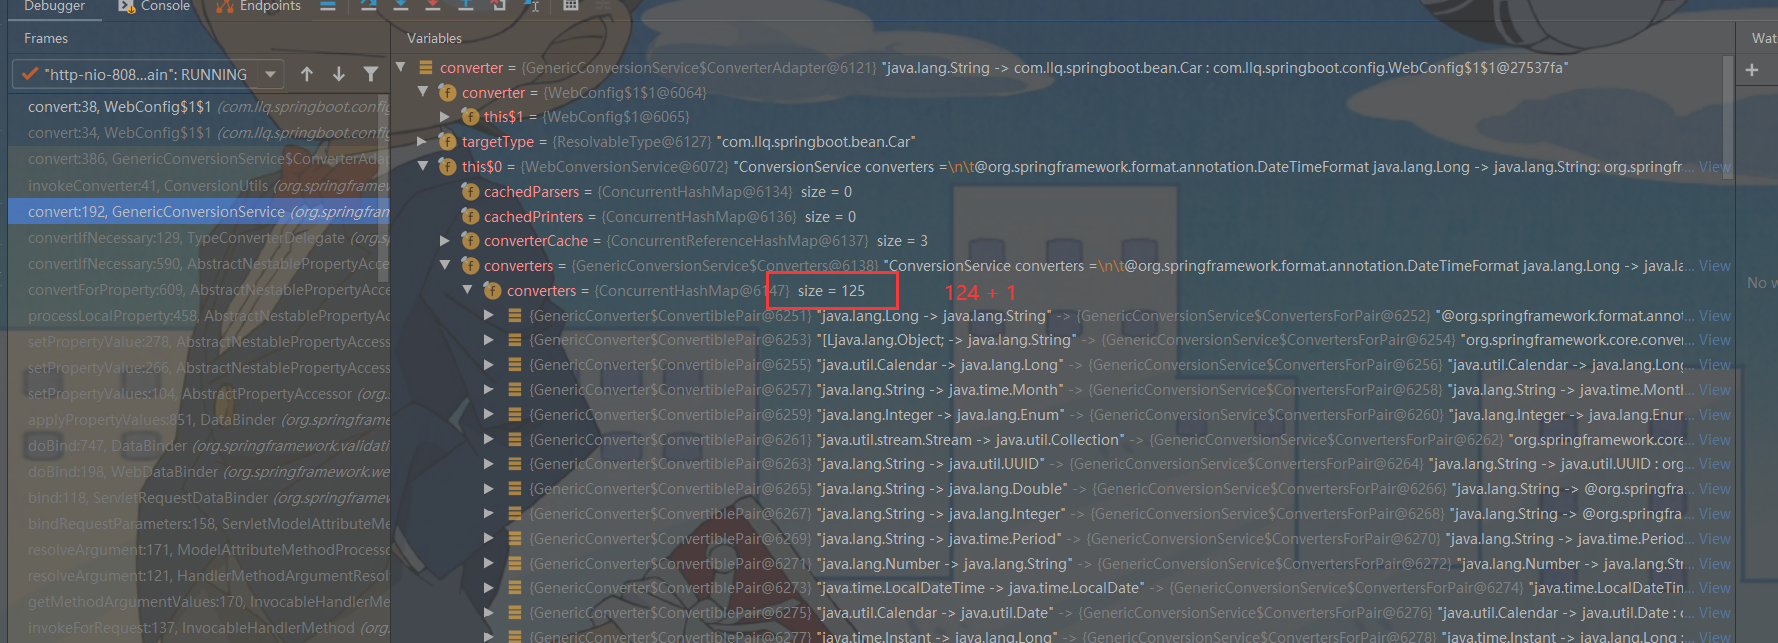 Debugger Console Endpoints
Frames
"http-nio-808...ain": RUNNING
convert:38, WebConfig$1$1 (com.llq.springboot.config
convert:34, WebConfig$1$1 (com.llq.springboot.config
convert:386, GenericConversionService$ConverterAdap
invokeConverter:41, ConversionUtils (org.springframew
convert:192, GenericConversionService (org.springfran
convertIfNecessary:129, TypeConverterDelegate (org.s
convertIfNecessary:590, AbstractNestablePropertyAcce
convertForProperty:609, AbstractNestablePropertyAcce
processLocalProperty:458, AbstractNestablePropertyAc
setPropertyValue:278, AbstractNestablePropertyAccess
setPropertyValue:266, AbstractNestablePropertyAccess
setPropertyValues:104, AbstractPropertyAccessor (org.
applyPropertyValues:851, DataBinder (org.springframew
doBind:747, DataBinder (org.springframework.validati
doBind:198, WebDataBinder (org.springframework.we
bind:118, ServletRequestDataBinder (org.springframew
bindRequestParameters:158, ServletModelAttributeMe
resolveArgument:171, ModelAttributeMethodProcesso
resolveArgument:121, HandlerMethodArgumentResol
getMethodArgumentValues:170, InvocableHandlerMe
invokeForRequest:137, InvocableHandlerMethod (org.
Variables
converter = {GenericConversionService$ConverterAdapter@6121} "java.lang.String -> com.llq.springboot.bean.Car : com.llq.springboot.config.WebConfig$1$1@27537fa"
converter = {WebConfig$1$1@6064}
this$1 = {WebConfig$1@6065}
targetType = {ResolvableType@6127} "com.llq.springboot.bean.Car"
this$0 = {WebConversionService@6072} "ConversionService converters =\n\t@org.springframework.format.annotation.DateTimeFormat java.lang.Long -> java.lang.String: org.springfr... View
cachedParsers = {ConcurrentHashMap@6134} size = 0
cachedPrinters = {ConcurrentHashMap@6136} size = 0
converterCache = {ConcurrentReferenceHashMap@6137} size = 3
converters = {GenericConversionService$Converters@6138} "ConversionService converters =\n\t@org.springframework.format.annotation.DateTimeFormat java.lang.Long -> java.la... View
converters = {ConcurrentHashMap@6147} size = 125 124 + 1
{GenericConverter$ConvertiblePair@6251} "java.lang.Long -> java.lang.String" -> {GenericConversionService$ConvertersForPair@6252} "@org.springframework.format.annot... View
{GenericConverter$ConvertiblePair@6253} "[Ljava.lang.Object; -> java.lang.String" -> {GenericConversionService$ConvertersForPair@6254} "org.springframework.core.conver... View
{GenericConverter$ConvertiblePair@6255} "java.util.Calendar -> java.lang.Long" -> {GenericConversionService$ConvertersForPair@6256} "java.util.Calendar -> java.lang.Long... View
{GenericConverter$ConvertiblePair@6257} "java.lang.String -> java.time.Month" -> {GenericConversionService$ConvertersForPair@6258} "java.lang.String -> java.time.Month... View
{GenericConverter$ConvertiblePair@6259} "java.lang.Integer -> java.lang.Enum" -> {GenericConversionService$ConvertersForPair@6260} "java.lang.Integer -> java.lang.Enur... View
{GenericConverter$ConvertiblePair@6261} "java.util.stream.Stream -> java.util.Collection" -> {GenericConversionService$ConvertersForPair@6262} "org.springframework.core... View
{GenericConverter$ConvertiblePair@6263} "java.lang.String -> java.util.UUID" -> {GenericConversionService$ConvertersForPair@6264} "java.lang.String -> java.util.UUID : org... View
{GenericConverter$ConvertiblePair@6265} "java.lang.String -> java.lang.Double" -> {GenericConversionService$ConvertersForPair@6266} "java.lang.String -> @org.springfra... View
{GenericConverter$ConvertiblePair@6267} "java.lang.String -> java.lang.Integer" -> {GenericConversionService$ConvertersForPair@6268} "java.lang.String -> @org.springfra... View
{GenericConverter$ConvertiblePair@6269} "java.lang.String -> java.time.Period" -> {GenericConversionService$ConvertersForPair@6270} "java.lang.String -> java.time.Period... View
{GenericConverter$ConvertiblePair@6271} "java.lang.Number -> java.lang.String" -> {GenericConversionService$ConvertersForPair@6272} "java.lang.Number -> java.lang.Str... View
{GenericConverter$ConvertiblePair@6273} "java.time.LocalDateTime -> java.time.LocalDate" -> {GenericConversionService$ConvertersForPair@6274} "java.time.LocalDateTim... View
{GenericConverter$ConvertiblePair@6275} "java.util.Calendar -> java.util.Date" -> {GenericConversionService$ConvertersForPair@6276} "java.util.Calendar -> java.util.Date : c... View
{GenericConverter$ConvertiblePair@6277} "java.time.Instant -> java.lang.Long" -> {GenericConversionService$ConvertersForPair@6278} "java.time.Instant -> java.lang.Long :... View
Wat
No w